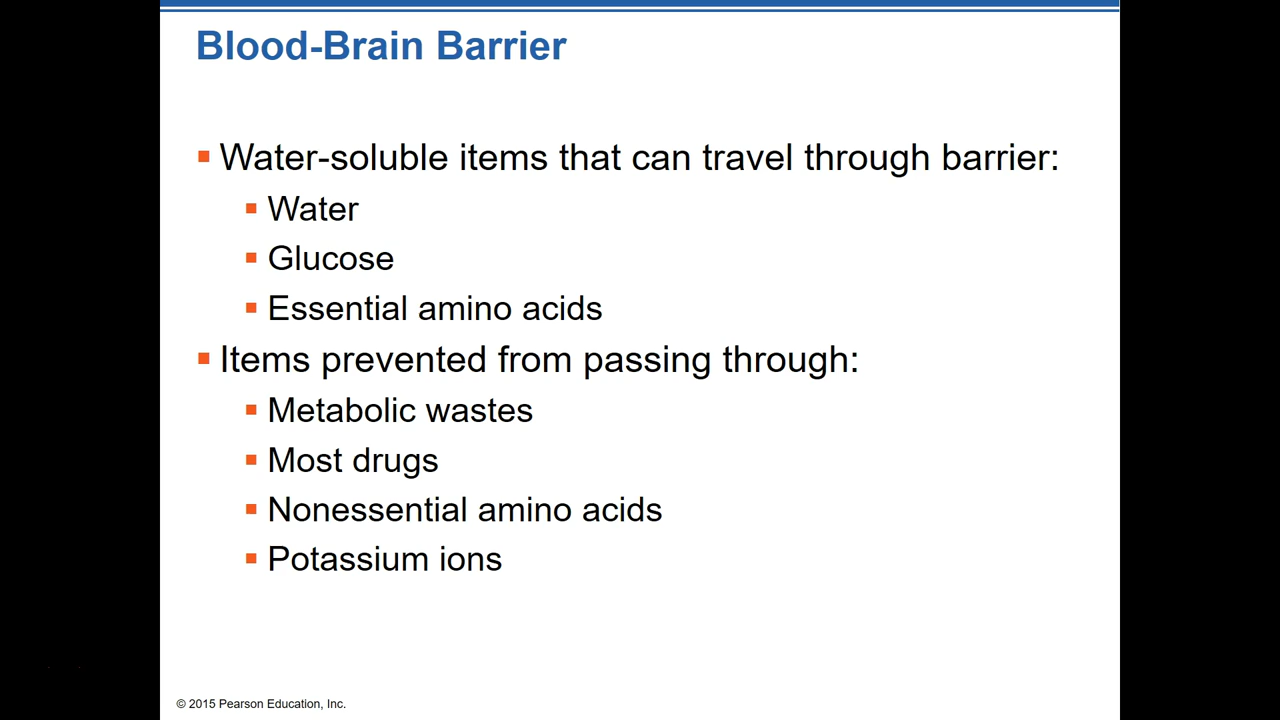 Blood-Brain Barrier
Water-soluble items that can travel through barrier:
Water
Glucose
Essential amino acids
Items prevented from passing through:
Metabolic wastes
Most drugs
Nonessential amino acids
Potassium ions
© 2015 Pearson Education, Inc.